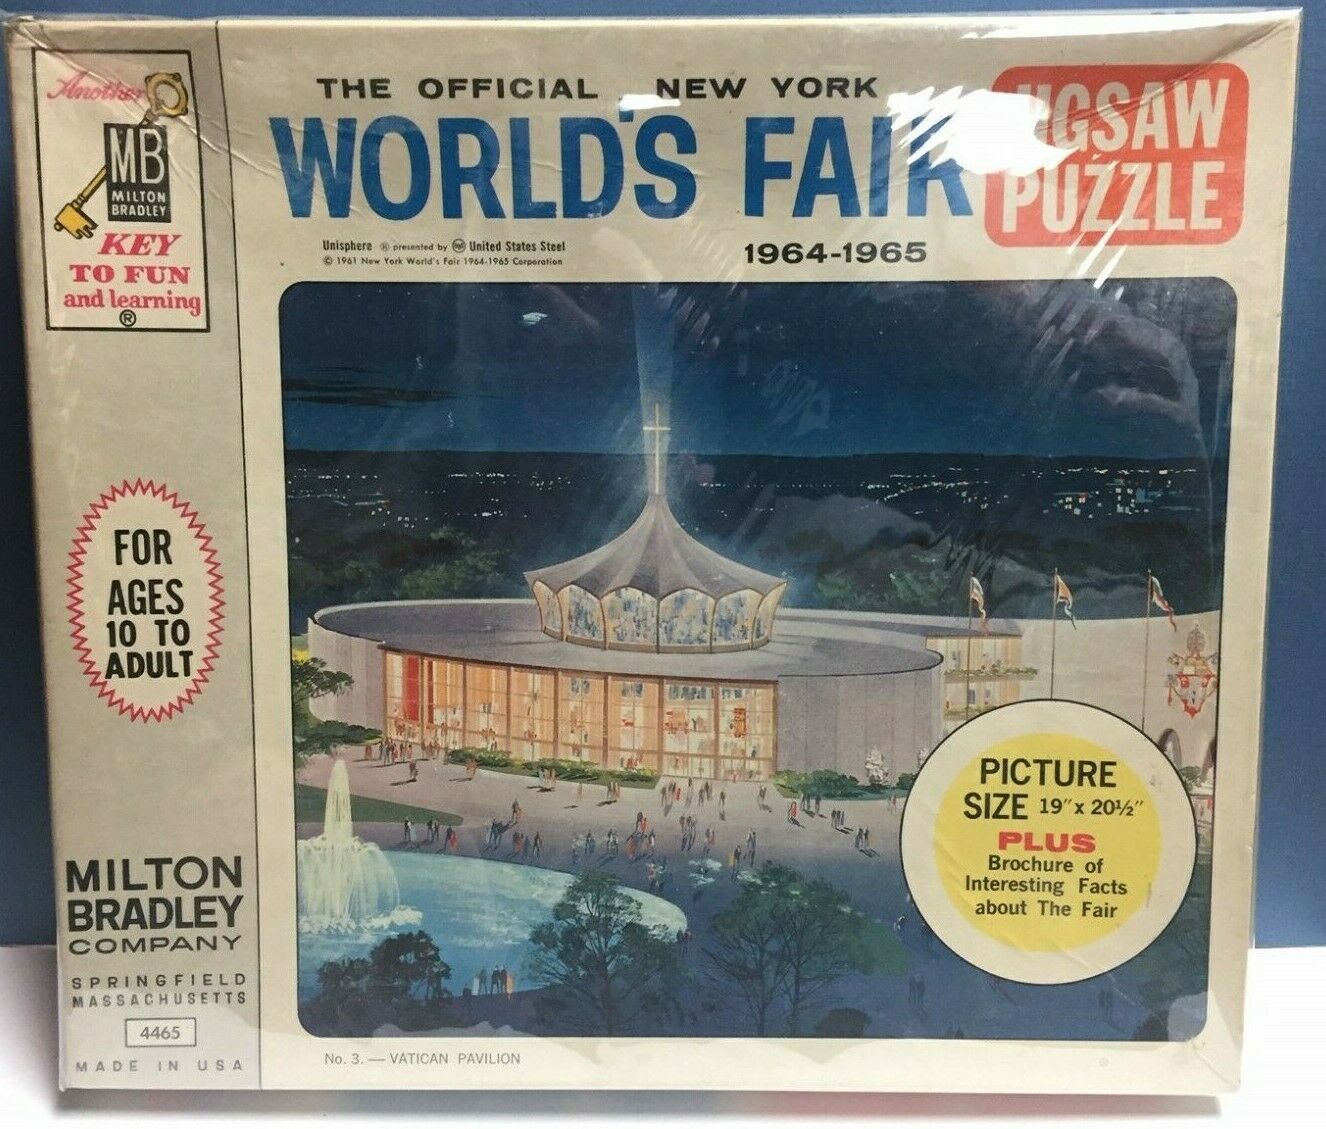 Another
MB
MILTON
BRADLEY
KEY
TO FUN
and learning
®
FOR
AGES
10 TO
ADULT
MILTON
BRADLEY
COMPANY
SPRINGFIELD
MASSACHUSETTS
4465
MADE IN USA
THE OFFICIAL NEW YORK
WORLD'S FAIR
1964-1965
JIGSAW
PUZZLE
Unisphere ® presented by USS United States Steel
© 1961 New York World's Fair 1964-1965 Corporation
PICTURE
SIZE 19" x 20½"
PLUS
Brochure of
Interesting Facts
about The Fair
No. 3. — VATICAN PAVILION